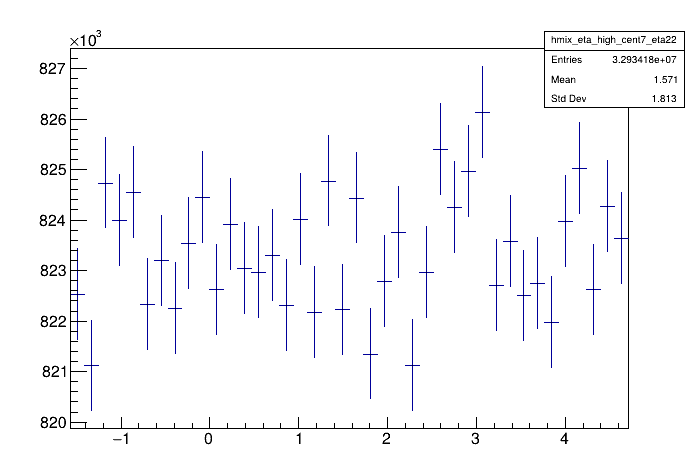 ×10³
hmix_eta_high_cent7_eta22
Entries 3.293418e+07
Mean 1.571
Std Dev 1.813
827
826
825
824
823
822
821
820
−1 0 1 2 3 4